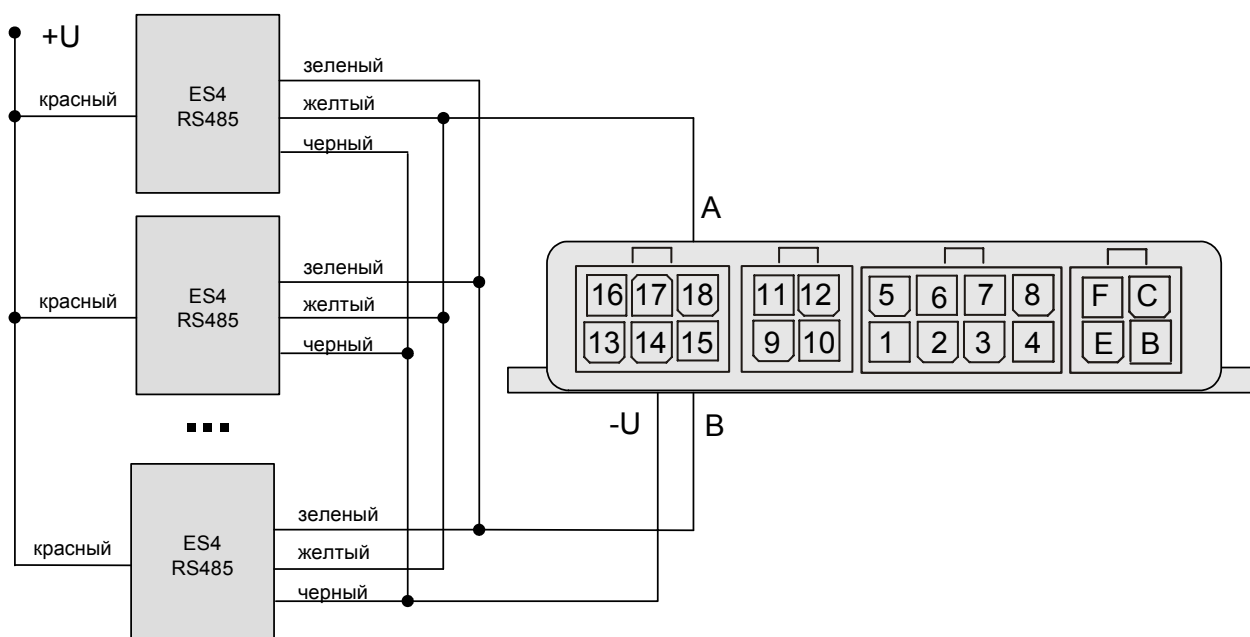 +U
красный
ES4
RS485
зеленый
желтый
черный
красный
ES4
RS485
зеленый
желтый
черный
...
красный
ES4
RS485
зеленый
желтый
черный
A
16 17 18 11 12 5 6 7 8 F C
13 14 15 9 10 1 2 3 4 E B
-U B